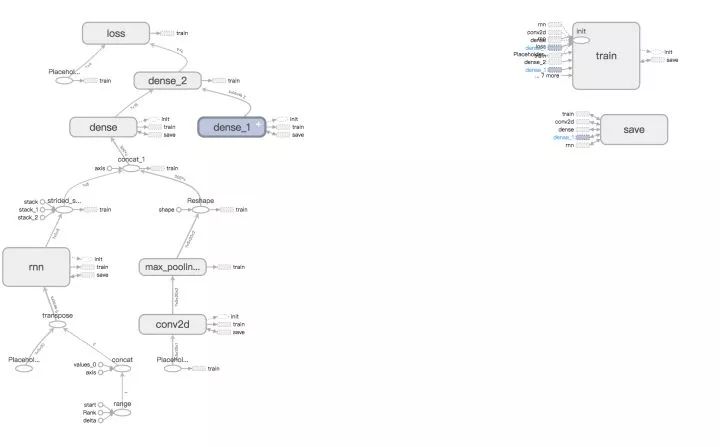 loss
train
Placehol...
train
dense_2
train
dense
init
train
save
dense_1
init
train
save
concat_1
axis
train
stack
stack_1
stack_2
strided_s...
train
Reshape
shape
train
rnn
init
train
save
max_poolin...
train
transpose
conv2d
init
train
save
Placehol...
concat
values_0
axis
Placehol...
train
range
start
Rank
delta
rnn
conv2d
dense
loss
Placeholder
train
dense_2
dense_1
... 7 more
init
train
init
save
train
conv2d
dense
dense_1
rnn
save